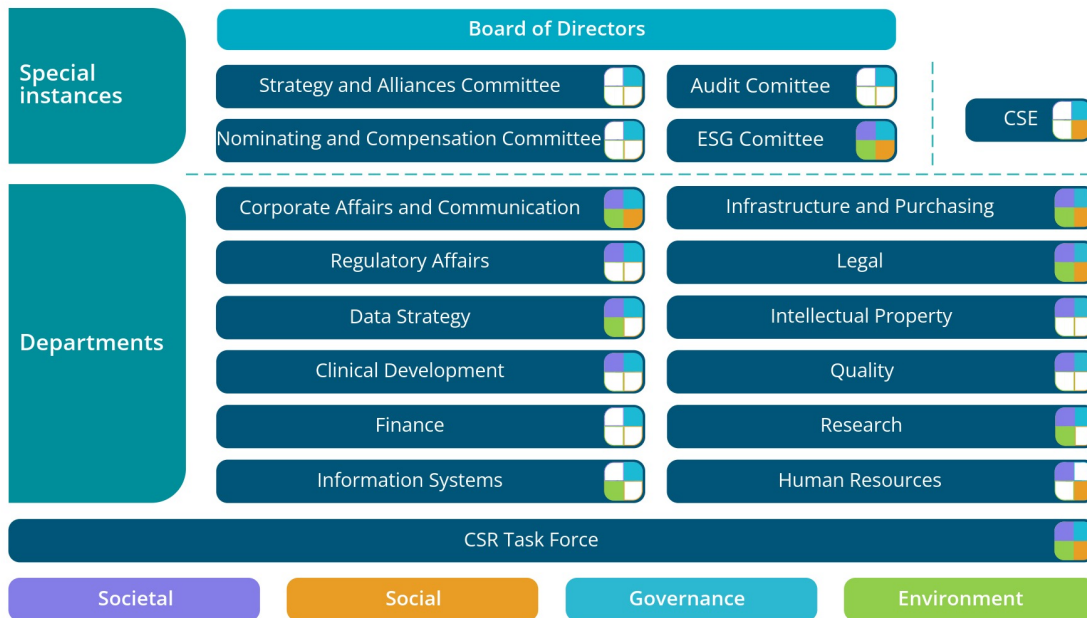 Board of Directors
Special
instances
Strategy and Alliances Committee
Audit Comittee
CSE
Nominating and Compensation Committee
ESG Comittee
Departments
Corporate Affairs and Communication
Infrastructure and Purchasing
Regulatory Affairs
Legal
Data Strategy
Intellectual Property
Clinical Development
Quality
Finance
Research
Information Systems
Human Resources
CSR Task Force
Societal
Social
Governance
Environment